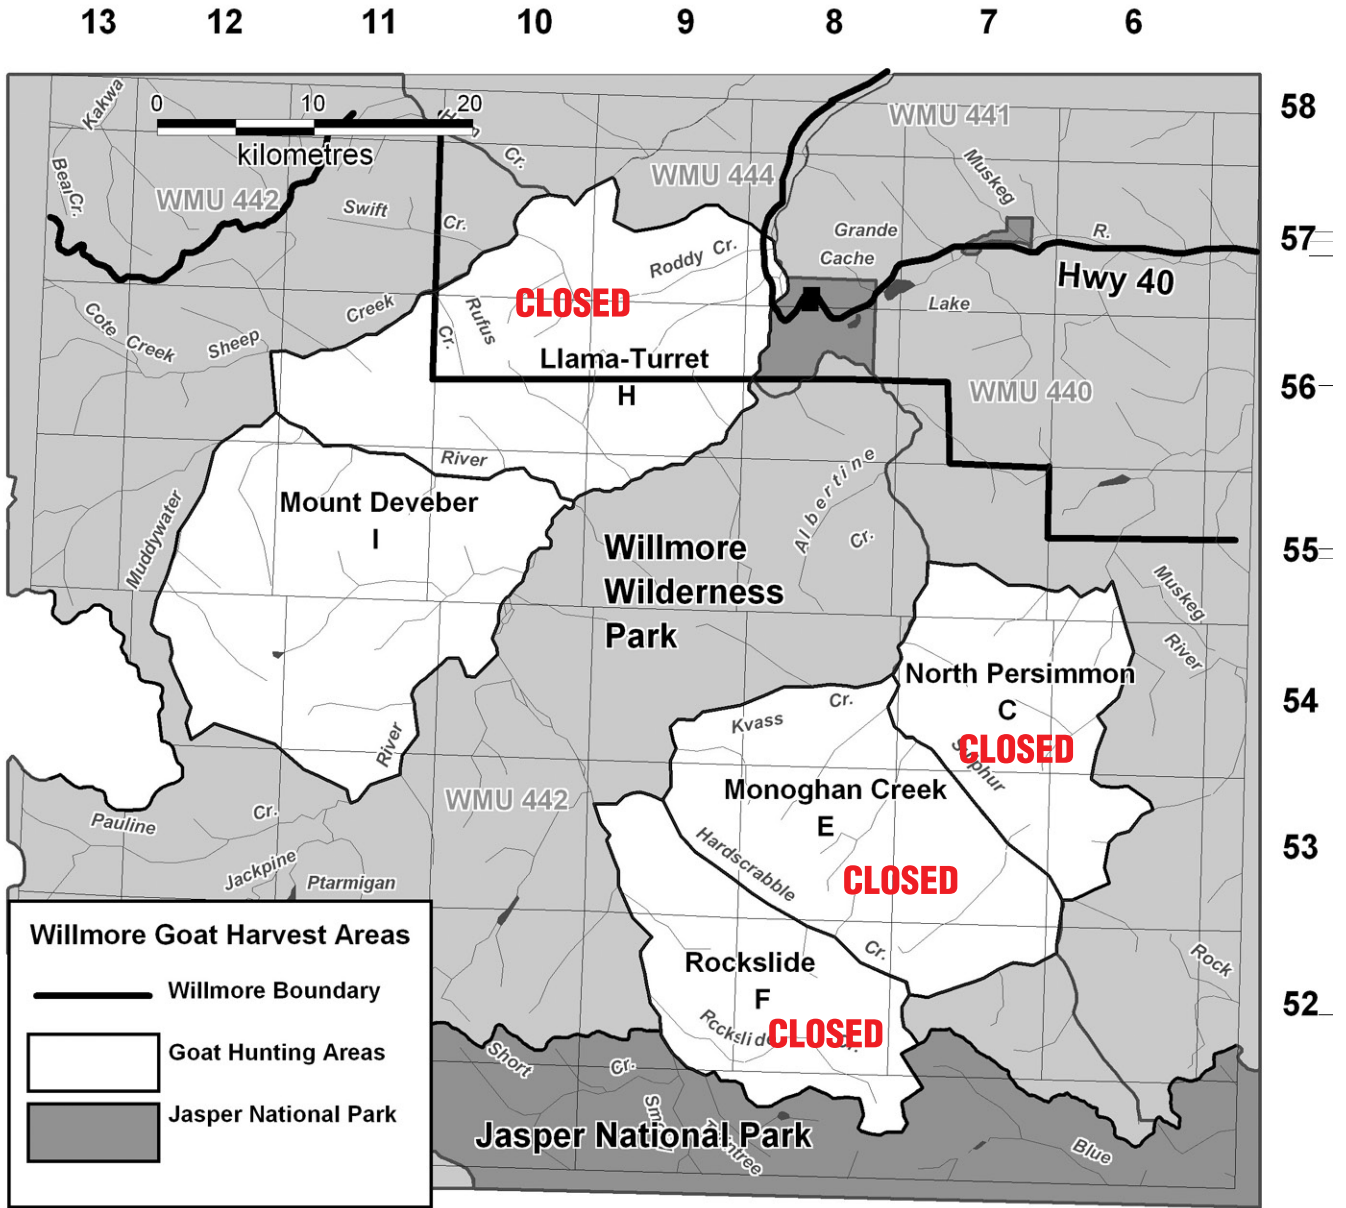 13 12 11 10 9 8 7 6
58
57
56
55
54
53
52
0 10 20
kilometres
Kakwa
Bear Cr.
WMU 442
Swift
Cr.
Cr.
WMU 444
WMU 441
Muskeg
R.
Grande
Cache
Lake
Hwy 40
Roddy Cr.
CLOSED
Rufus
Cr.
Llama-Turret
H
Cote Creek
Sheep
Creek
WMU 440
River
Mount Deveber
I
Muddywater
Albertine
Cr.
Willmore
Wilderness
Park
Muskeg
River
North Persimmon
C
CLOSED
Kvass
Cr.
River
Monoghan Creek
E
CLOSED
WMU 442
Pauline
Cr.
Hardscrabble
Cr.
Jackpine
Ptarmigan
Rockslide
F
CLOSED
Rock
Short
Cr.
Jasper National Park
Blue
Willmore Goat Harvest Areas
Willmore Boundary
Goat Hunting Areas
Jasper National Park